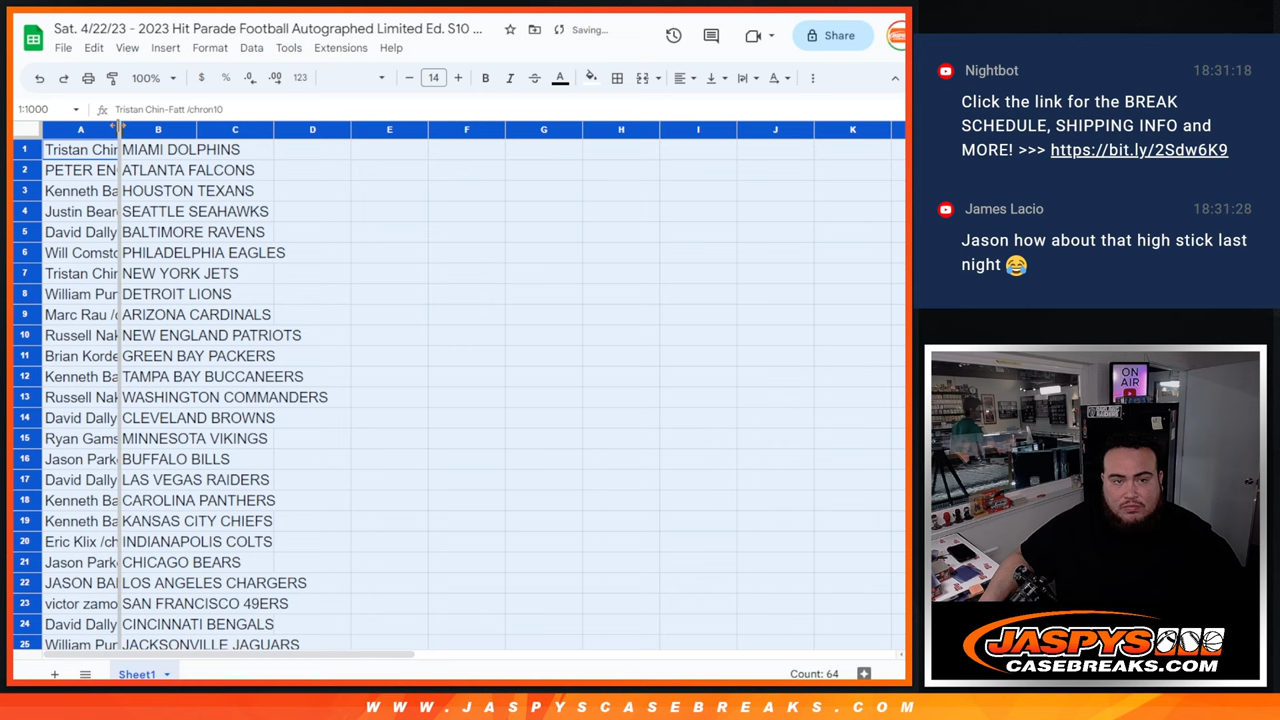 Sat. 4/22/23 - 2023 Hit Parade Football Autographed Limited Ed. S10 ...
Saving...
File Edit View Insert Format Data Tools Extensions Help
Share
100% $ % .0 .00 123 14 B I A
1:1000 fx Tristan Chin-Fatt /chron10
A B C D E F G H I J K
1 Tristan Chin MIAMI DOLPHINS
2 PETER EN ATLANTA FALCONS
3 Kenneth Ba HOUSTON TEXANS
4 Justin Bear SEATTLE SEAHAWKS
5 David Dally BALTIMORE RAVENS
6 Will Comsto PHILADELPHIA EAGLES
7 Tristan Chin NEW YORK JETS
8 William Pur DETROIT LIONS
9 Marc Rau /c ARIZONA CARDINALS
10 Russell Nak NEW ENGLAND PATRIOTS
11 Brian Korde GREEN BAY PACKERS
12 Kenneth Ba TAMPA BAY BUCCANEERS
13 Russell Nak WASHINGTON COMMANDERS
14 David Dally CLEVELAND BROWNS
15 Ryan Gams MINNESOTA VIKINGS
16 Jason Park BUFFALO BILLS
17 David Dally LAS VEGAS RAIDERS
18 Kenneth Ba CAROLINA PANTHERS
19 Kenneth Ba KANSAS CITY CHIEFS
20 Eric Klix /ch INDIANAPOLIS COLTS
21 Jason Park CHICAGO BEARS
22 JASON BA LOS ANGELES CHARGERS
23 victor zamo SAN FRANCISCO 49ERS
24 David Dally CINCINNATI BENGALS
25 William Pur JACKSONVILLE JAGUARS
Sheet1
Count: 64
Nightbot 18:31:18
Click the link for the BREAK
SCHEDULE, SHIPPING INFO and
MORE! >>> https://bit.ly/2Sdw6K9
James Lacio 18:31:28
Jason how about that high stick last
night 😂
ON
AIR
JASPYS
CASEBREAKS.COM
WWW.JASPYSCASEBREAKS.COM